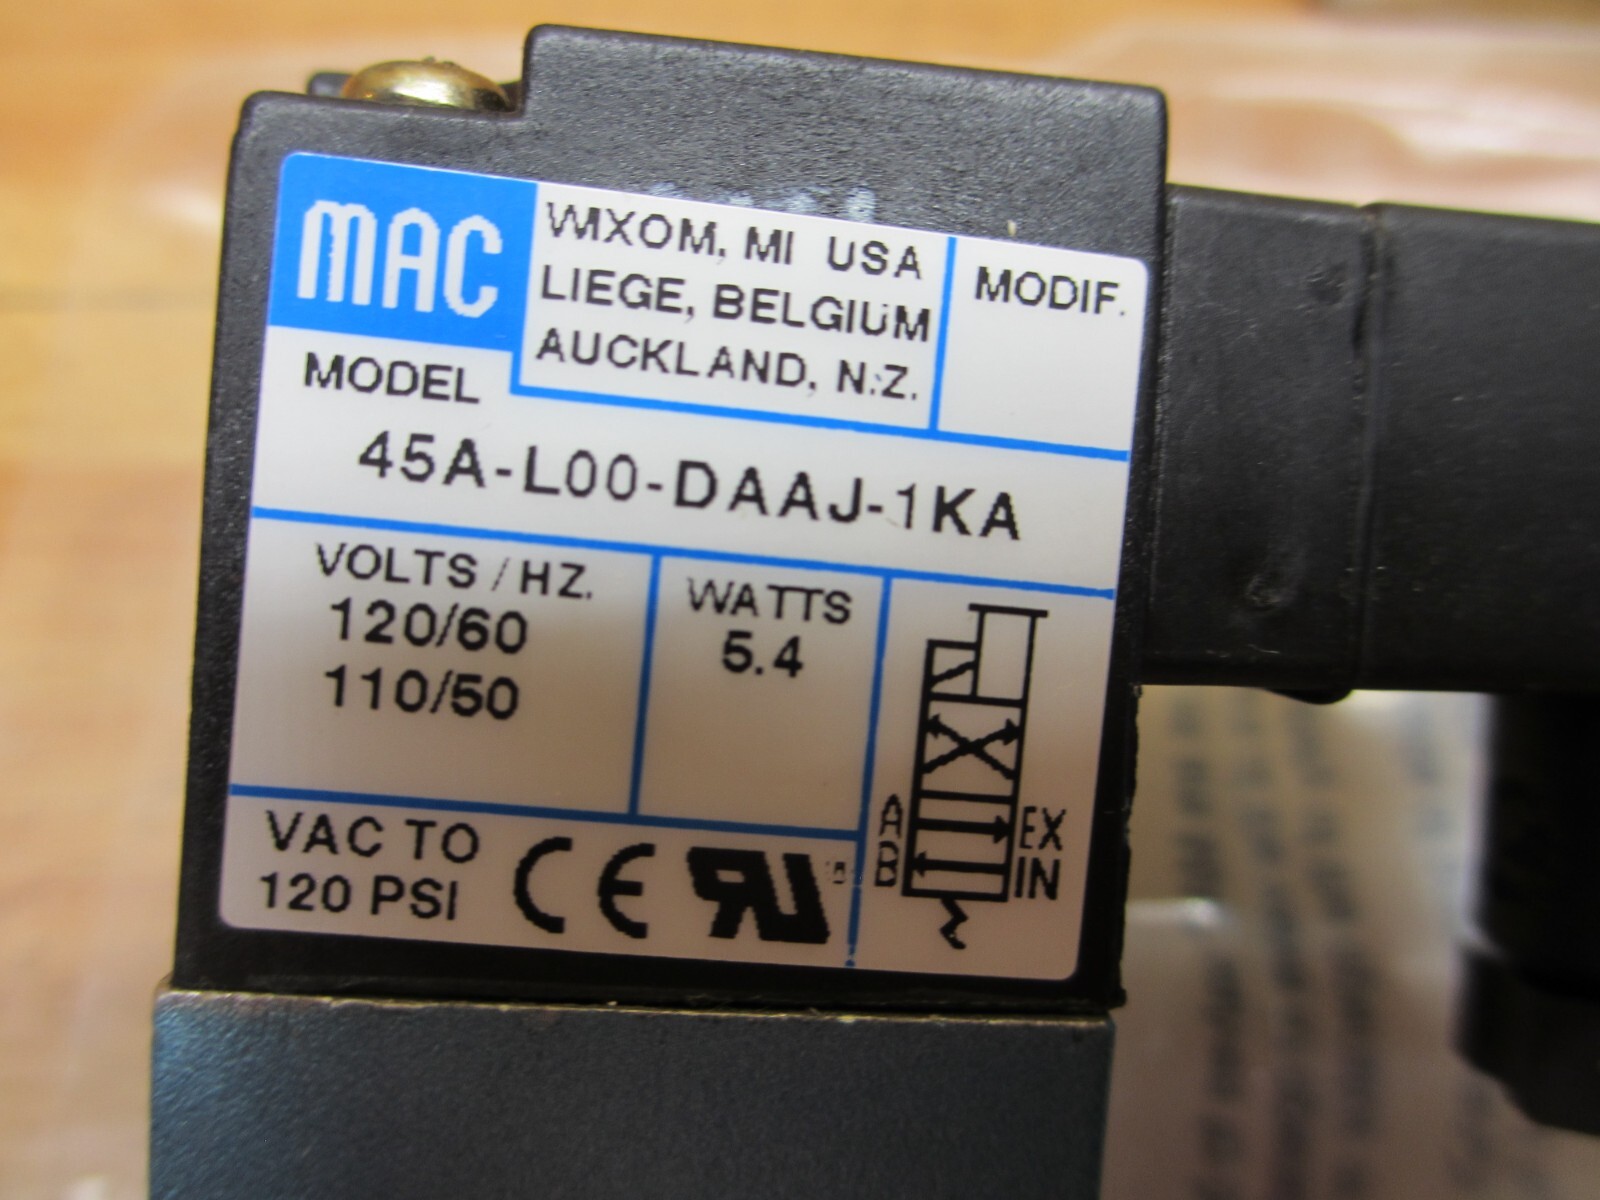 MAC
WIXOM, MI USA
LIEGE, BELGIUM
AUCKLAND, N.Z.
MODIF.
MODEL
45A-L00-DAAJ-1KA
VOLTS / HZ.
120/60
110/50
WATTS
5.4
VAC TO
120 PSI
CE
RU
A
B
EX
IN